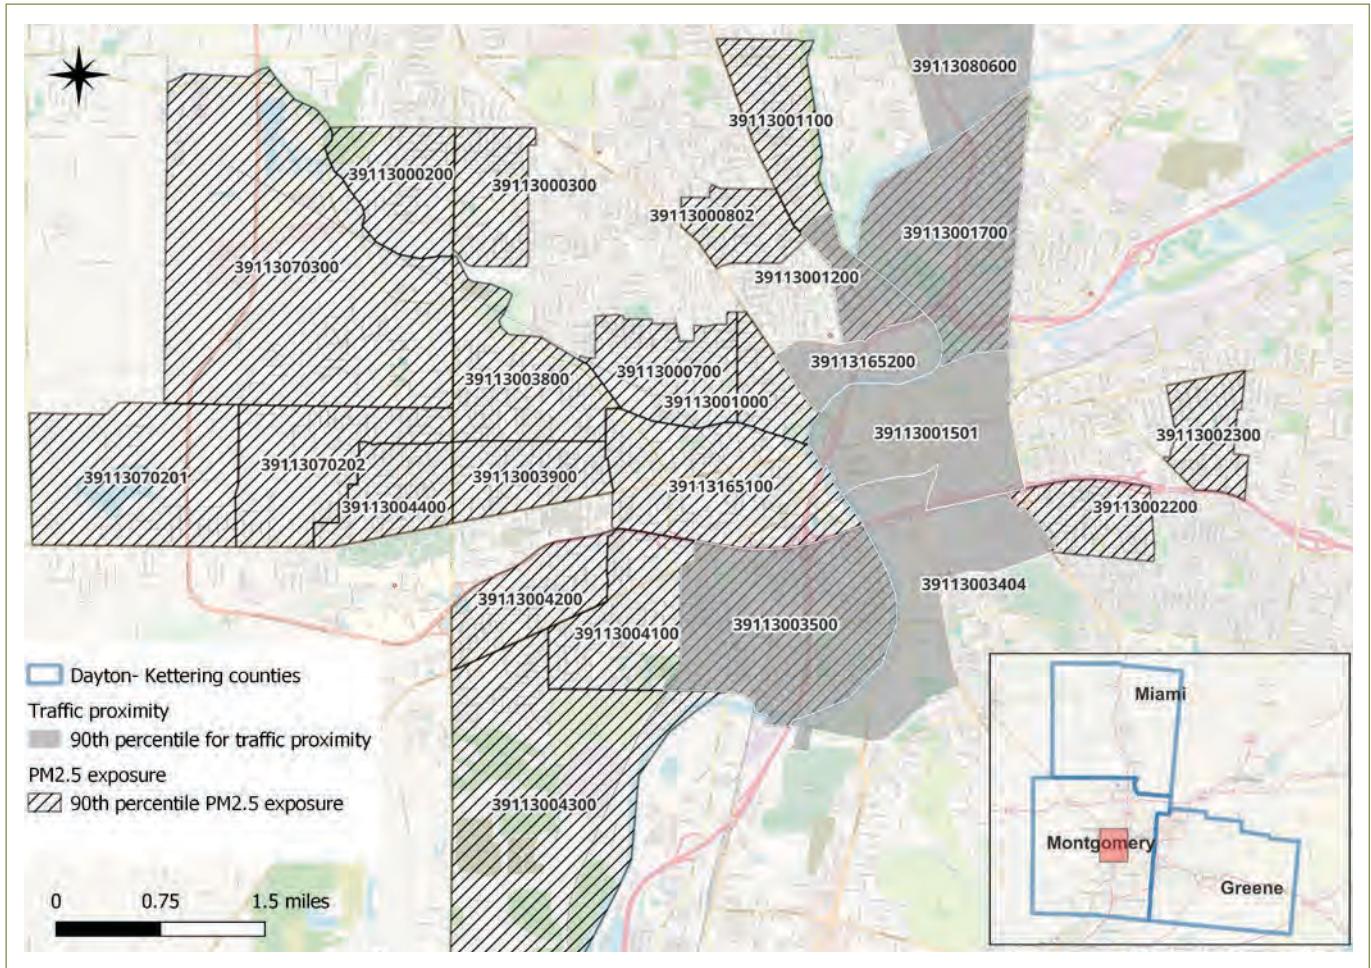 39113080600
39113001100
39113000200
39113000300
39113000802
39113001700
39113070300
39113001200
39113165200
39113000700
39113003800
39113001000
39113001501
39113002300
39113070202
39113070201
39113003900
39113165100
39113004400
39113002200
39113003404
39113004200
39113003500
39113004100
39113004300
Dayton- Kettering counties
Traffic proximity
90th percentile for traffic proximity
PM2.5 exposure
90th percentile PM2.5 exposure
0 0.75 1.5 miles
Miami
Montgomery
Greene